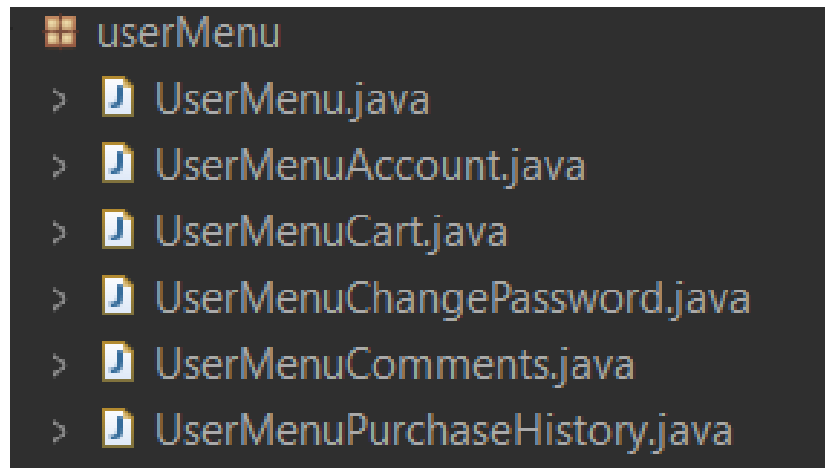 userMenu
UserMenu.java
UserMenuAccount.java
UserMenuCart.java
UserMenuChangePassword.java
UserMenuComments.java
UserMenuPurchaseHistory.java